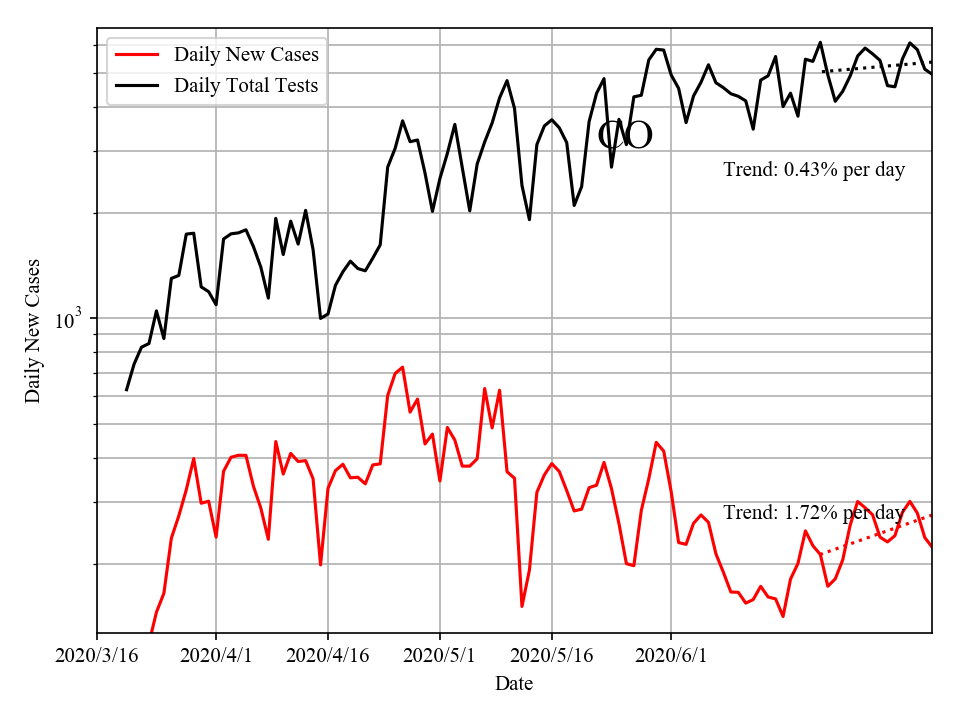 Daily New Cases
Daily Total Tests
CO
Trend: 0.43% per day
Trend: 1.72% per day
Daily New Cases
10^3
2020/3/16 2020/4/1 2020/4/16 2020/5/1 2020/5/16 2020/6/1
Date